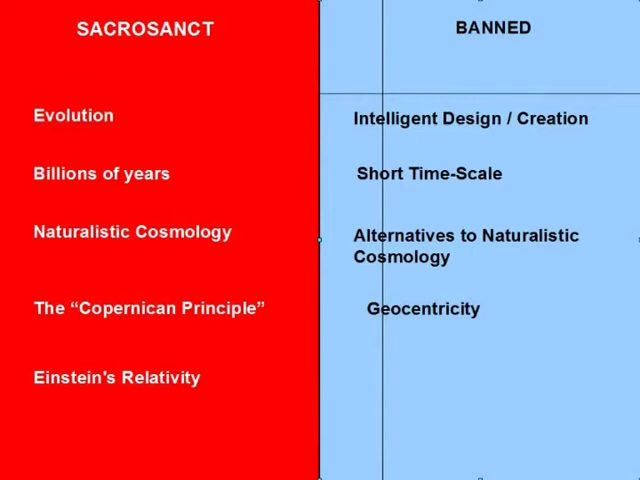 SACROSANCT
BANNED
Evolution
Intelligent Design / Creation
Billions of years
Short Time-Scale
Naturalistic Cosmology
Alternatives to Naturalistic
Cosmology
The “Copernican Principle”
Geocentricity
Einstein's Relativity